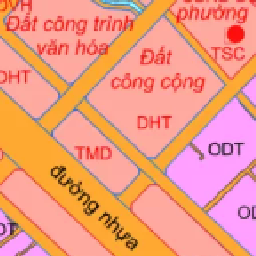 phường
TSC
Đất công trình
văn hóa
Đất
công cộng
DHT
DHT
TMD
ODT
đường nhựa